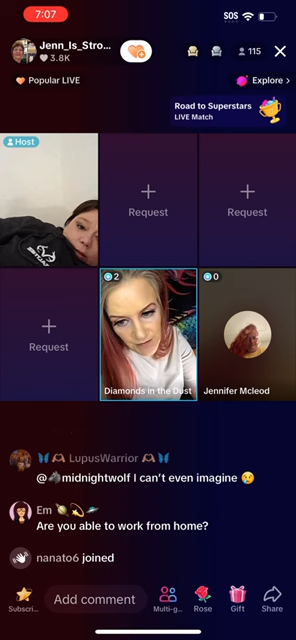 7:07
SOS
Jenn_Is_Stro...
3.8K
115
Popular LIVE
Explore >
Road to Superstars
LIVE Match
Host
Request
Request
Request
2
Diamonds in the Dust
0
Jennifer Mcleod
LupusWarrior
@midnightwolf I can't even imagine
Em
Are you able to work from home?
nanato6 joined
Subscri...
Add comment
Multi-g...
Rose
Gift
Share